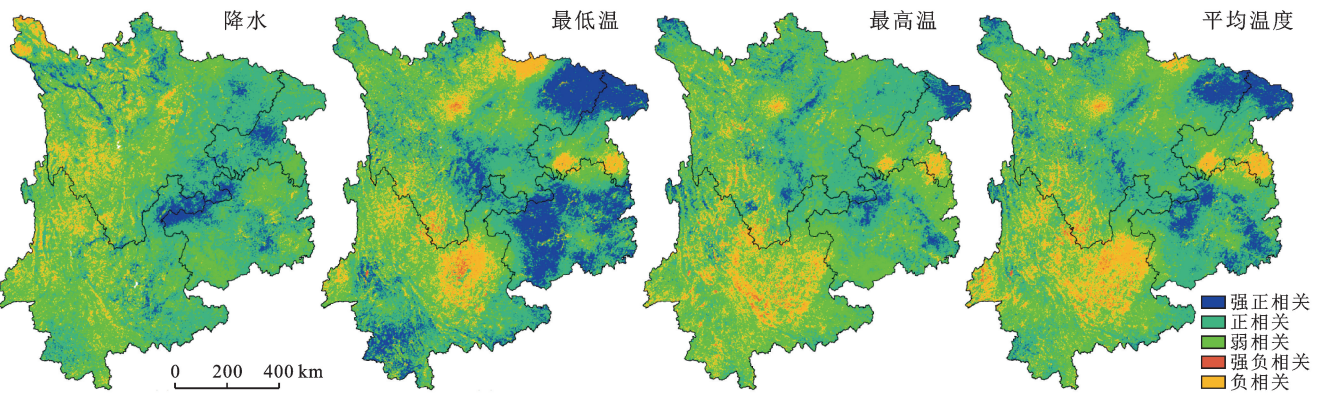 降水
最低温
最高温
平均温度
强正相关
正相关
弱相关
强负相关
负相关
0 200 400 km